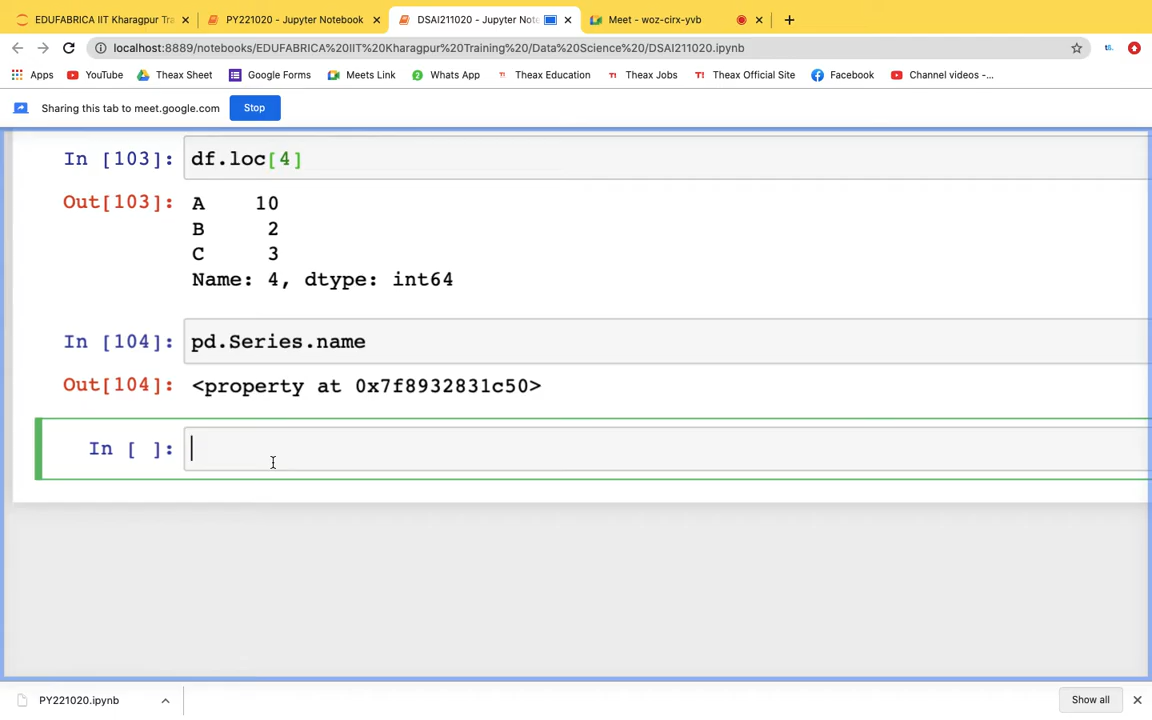 EDUFABRICA IIT Kharagpur Tra
PY221020 - Jupyter Notebook
DSAI211020 - Jupyter Note
Meet - woz-cirx-yvb
localhost:8889/notebooks/EDUFABRICA%20IIT%20Kharagpur%20Training%20/Data%20Science%20/DSAI211020.ipynb
Apps YouTube Theax Sheet Google Forms Meets Link Whats App Theax Education Theax Jobs Theax Official Site Facebook Channel videos -...
Sharing this tab to meet.google.com Stop
In [103]: df.loc[4]
Out[103]: A 10
B 2
C 3
Name: 4, dtype: int64
In [104]: pd.Series.name
Out[104]: <property at 0x7f8932831c50>
In [ ]:
PY221020.ipynb
Show all